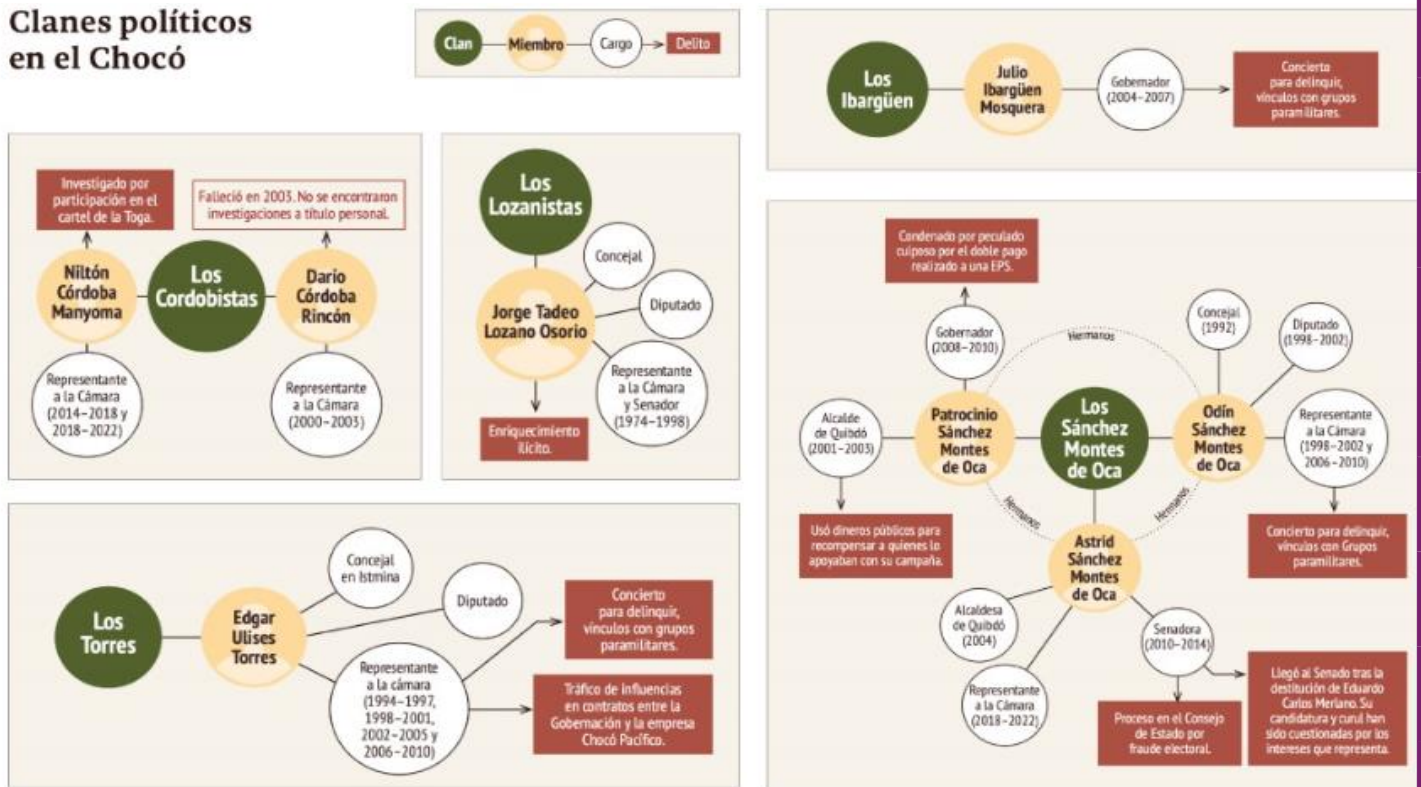 Clanes políticos
en el Chocó
Clan
Miembro
Cargo
Delito
Investigado por
participación en el
cartel de la Toga.
Falleció en 2003. No se encontraron
investigaciones a título personal.
Niltón
Córdoba
Manyoma
Los
Cordobistas
Darío
Córdoba
Rincón
Representante
a la Cámara
(2014–2018 y
2018–2022)
Representante
a la Cámara
(2000–2003)
Los
Lozanistas
Concejal
Diputado
Jorge Tadeo
Lozano Osorio
Representante
a la Cámara
y Senador
(1974–1998)
Enriquecimiento
ilícito.
Los
Torres
Edgar
Ulises
Torres
Concejal
en Istmina
Diputado
Representante
a la cámara
(1994–1997,
1998–2001,
2002–2005 y
2006–2010)
Concierto
para delinquir,
vínculos con grupos
paramilitares.
Tráfico de influencias
en contratos entre la
Gobernación y la empresa
Chocó Pacífico.
Los
Ibargüen
Julio
Ibargüen
Mosquera
Gobernador
(2004–2007)
Concierto
para delinquir,
vínculos con grupos
paramilitares.
Condenado por peculado
culposo por el doble pago
realizado a una EPS.
Gobernador
(2008–2010)
Hermanos
Concejal
(1992)
Diputado
(1998–2002)
Alcalde
de Quibdó
(2001–2003)
Patrocinio
Sánchez
Montes
de Oca
Los
Sánchez
Montes
de Oca
Odín
Sánchez
Montes
de Oca
Representante
a la Cámara
(1998–2002 y
2006–2010)
Hermanos
Hermanos
Usó dineros públicos para
recompensar a quienes lo
apoyaban con su campaña.
Concierto para delinquir,
vínculos con Grupos
paramilitares.
Astrid
Sánchez
Montes
de Oca
Alcaldesa
de Quibdó
(2004)
Representante
a la Cámara
(2018–2022)
Senadora
(2010–2014)
Proceso en el Consejo
de Estado por
fraude electoral.
Llegó al Senado tras la
destitución de Eduardo
Carlos Merlano. Su
candidatura y curul han
sido cuestionadas por los
intereses que representa.